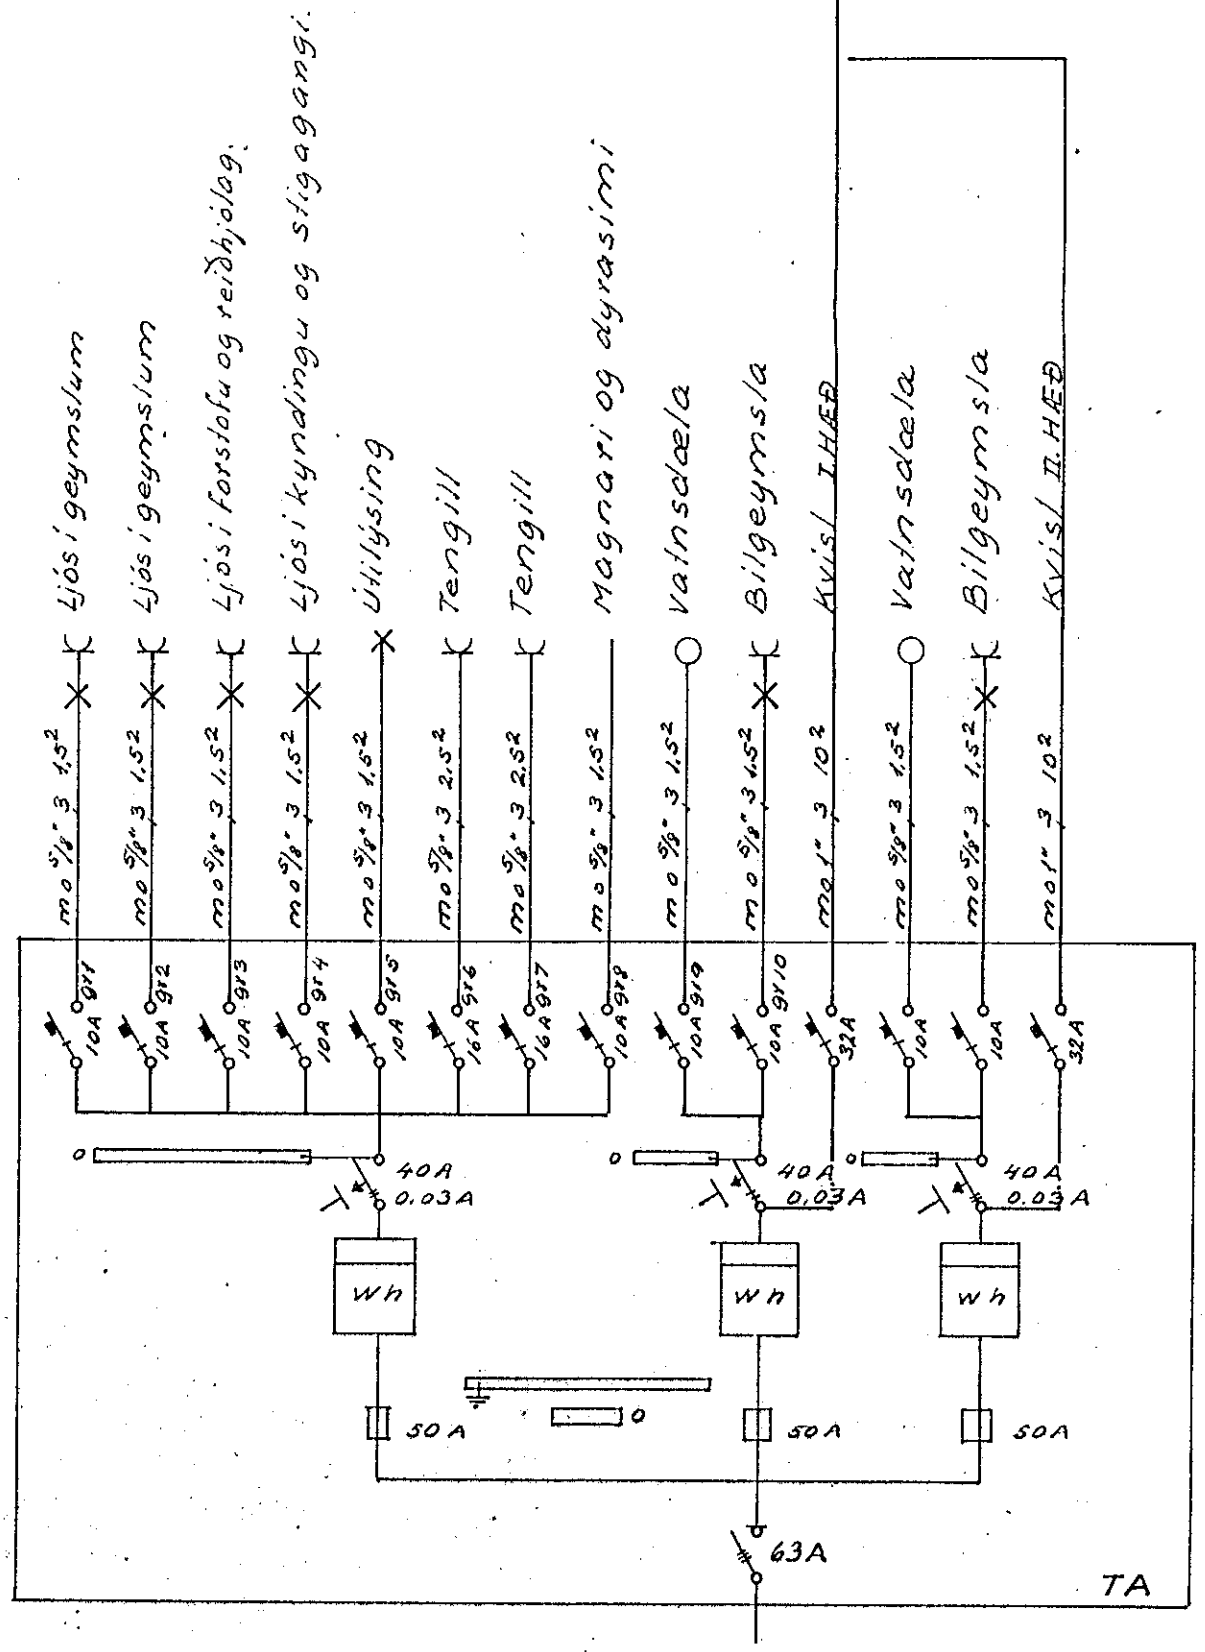 Ljós í geymslum
Ljós í geymslum
Ljós í forstofu og reiðhjólag.
Ljós í kyndingu og stigagangi.
Útilýsing
Tengill
Tengill
Magnari og dyrasimi
Vatnsdæla
Bílgeymsla
Kvísl I.HÆÐ
Vatnsdæla
Bílgeymsla
Kvísl II.HÆÐ
mo 5/8" 3 1,5²
mo 5/8" 3 1,5²
mo 5/8" 3 1,5²
mo 5/8" 3 1,5²
mo 5/8" 3 1,5²
mo 5/8" 3 2,5²
mo 5/8" 3 2,5²
mo 5/8" 3 1,5²
mo 5/8" 3 1,5²
mo 5/8" 3 1,5²
mo 1" 3 10²
mo 5/8" 3 1,5²
mo 5/8" 3 1,5²
mo 1" 3 10²
10A gr1
10A gr2
10A gr3
10A gr4
10A gr5
16A gr6
16A gr7
10A gr8
10A gr9
10A gr10
32A
10A
10A
32A
0
40A
0.03A
0
40A
0,03A
0
40A
0.03A
Wh
Wh
Wh
0
50A
50A
50A
63A
TA